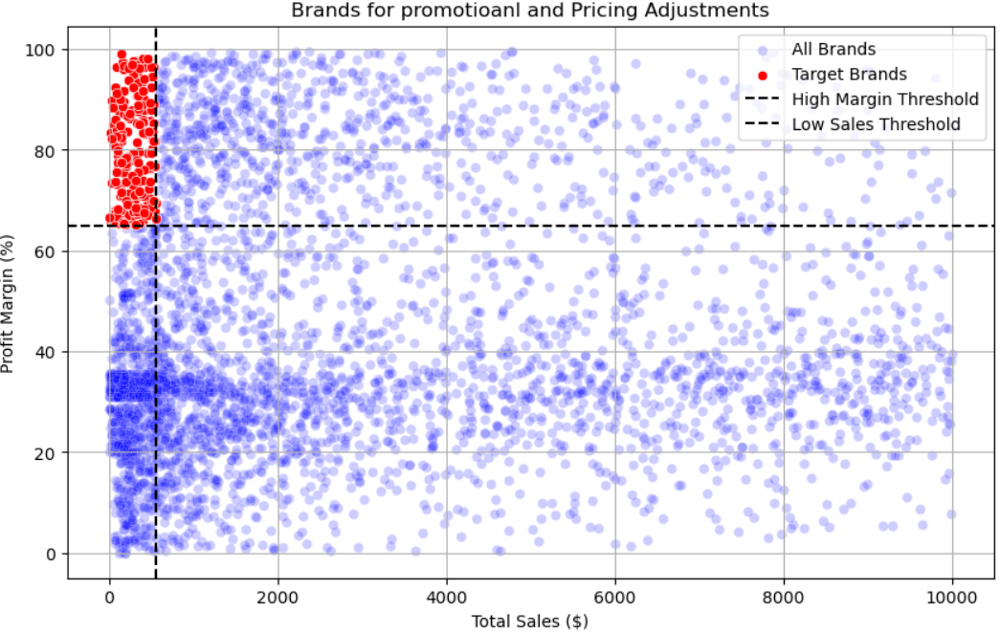 Brands for promotioanl and Pricing Adjustments
All Brands
Target Brands
High Margin Threshold
Low Sales Threshold
Profit Margin (%)
100
80
60
40
20
0
0 2000 4000 6000 8000 10000
Total Sales ($)